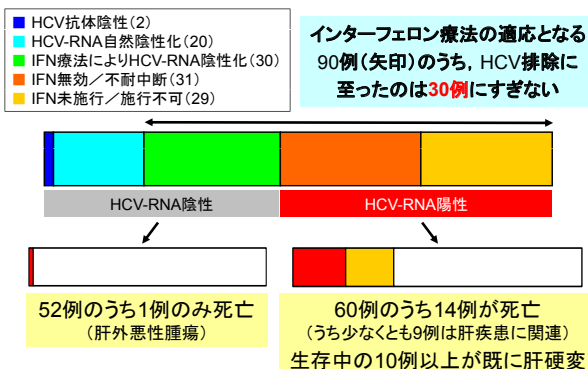 HCV抗体陰性(2)
HCV-RNA自然陰性化(20)
IFN療法によりHCV-RNA陰性化(30)
IFN無効／不耐中断(31)
IFN未施行／施行不可(29)
インターフェロン療法の適応となる
90例(矢印)のうち，HCV排除に
至ったのは30例にすぎない
HCV-RNA陰性
HCV-RNA陽性
52例のうち1例のみ死亡
(肝外悪性腫瘍)
60例のうち14例が死亡
(うち少なくとも9例は肝疾患に関連)
生存中の10例以上が既に肝硬変